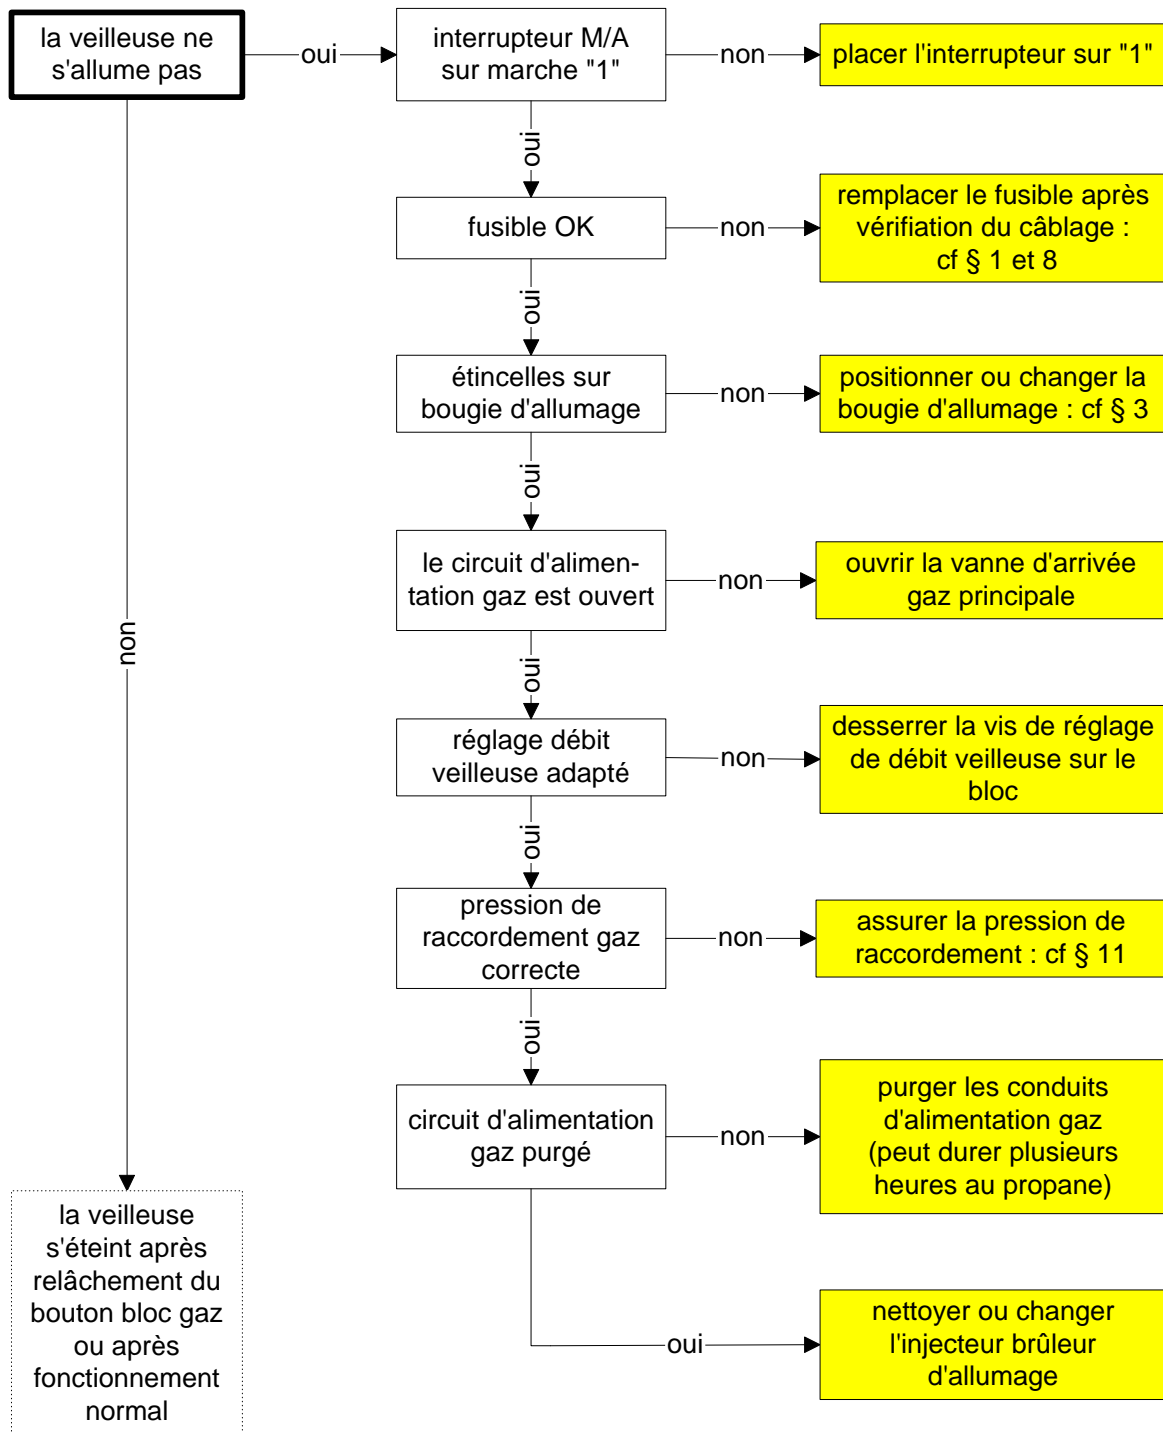 la veilleuse ne
s'allume pas
oui
interrupteur M/A
sur marche "1"
non
placer l'interrupteur sur "1"
oui
fusible OK
non
remplacer le fusible après
vérifiation du câblage :
cf § 1 et 8
oui
étincelles sur
bougie d'allumage
non
positionner ou changer la
bougie d'allumage : cf § 3
oui
le circuit d'alimen-
tation gaz est ouvert
non
ouvrir la vanne d'arrivée
gaz principale
non
oui
réglage débit
veilleuse adapté
non
desserrer la vis de réglage
de débit veilleuse sur le
bloc
oui
pression de
raccordement gaz
correcte
non
assurer la pression de
raccordement : cf § 11
oui
circuit d'alimentation
gaz purgé
non
purger les conduits
d'alimentation gaz
(peut durer plusieurs
heures au propane)
la veilleuse
s'éteint après
relâchement du
bouton bloc gaz
ou après
fonctionnement
normal
oui
nettoyer ou changer
l'injecteur brûleur
d'allumage